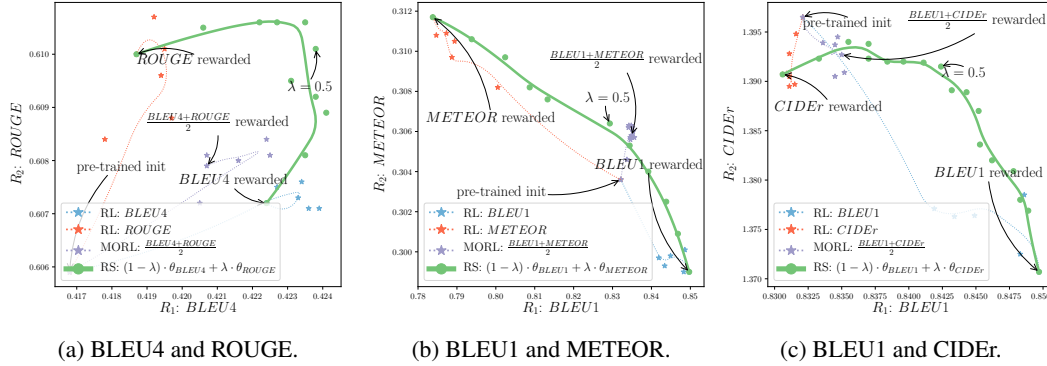 0.610
0.609
0.608
0.607
0.606
R₂: ROUGE
ROUGE rewarded
λ = 0.5
BLEU4+ROUGE/2 rewarded
pre-trained init
BLEU4 rewarded
RL: BLEU4
RL: ROUGE
MORL: BLEU4+ROUGE/2
RS: (1 − λ) · θ_BLEU4 + λ · θ_ROUGE
0.417 0.418 0.419 0.420 0.421 0.422 0.423 0.424
R₁: BLEU4
(a) BLEU4 and ROUGE.
0.312
0.310
0.308
0.306
0.304
0.302
0.300
R₂: METEOR
BLEU1+METEOR/2 rewarded
λ = 0.5
METEOR rewarded
BLEU1 rewarded
pre-trained init
RL: BLEU1
RL: METEOR
MORL: BLEU1+METEOR/2
RS: (1 − λ) · θ_BLEU1 + λ · θ_METEOR
0.78 0.79 0.80 0.81 0.82 0.83 0.84 0.85
R₁: BLEU1
(b) BLEU1 and METEOR.
1.395
1.390
1.385
1.380
1.375
1.370
R₂: CIDEr
pre-trained init
BLEU1+CIDEr/2 rewarded
λ = 0.5
CIDEr rewarded
BLEU1 rewarded
RL: BLEU1
RL: CIDEr
MORL: BLEU1+CIDEr/2
RS: (1 − λ) · θ_BLEU1 + λ · θ_CIDEr
0.8300 0.8325 0.8350 0.8375 0.8400 0.8425 0.8450 0.8475 0.850
R₁: BLEU1
(c) BLEU1 and CIDEr.